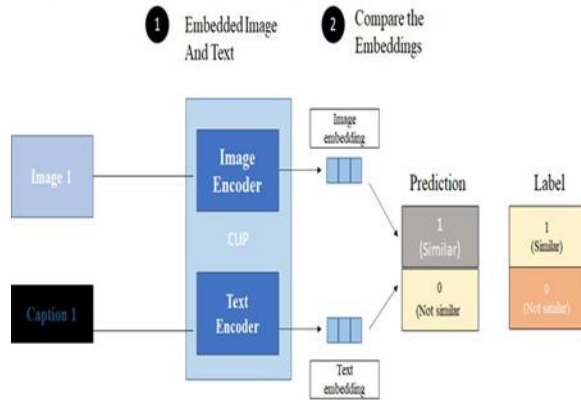 1
Embedded Image
And Text
2
Compare the
Embeddings
Image
embedding
Image 1
Image
Encoder
Prediction
Label
1
(Similar)
1
(Similar)
CLIP
0
(Not similar
0
(Not similar)
Caption 1
Text
Encoder
Text
embedding